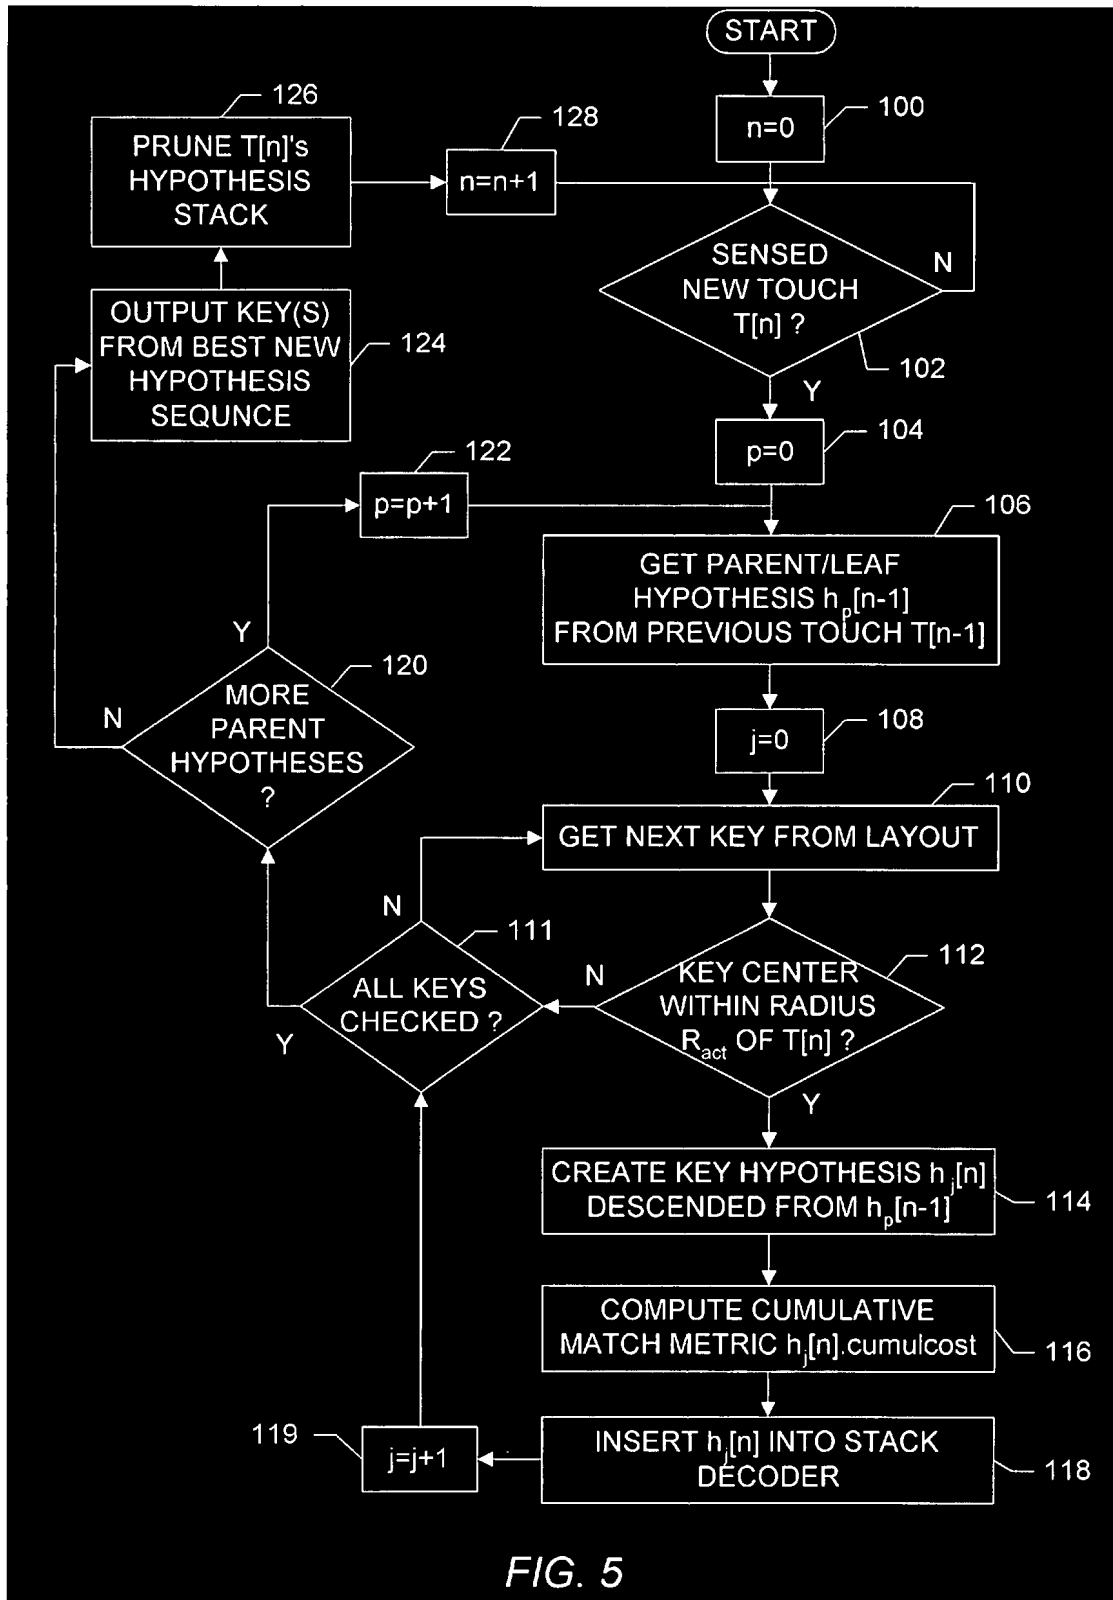 START
100
n=0
126
PRUNE T[n]'s
HYPOTHESIS
STACK
128
n=n+1
SENSED
NEW TOUCH
T[n] ?
N
102
Y
OUTPUT KEY(S)
FROM BEST NEW
HYPOTHESIS
SEQUNCE
124
104
p=0
122
p=p+1
106
GET PARENT/LEAF
HYPOTHESIS hp[n-1]
FROM PREVIOUS TOUCH T[n-1]
Y
120
MORE
PARENT
HYPOTHESES
?
N
108
j=0
110
GET NEXT KEY FROM LAYOUT
N
111
ALL KEYS
CHECKED ?
Y
N
112
KEY CENTER
WITHIN RADIUS
Ract OF T[n] ?
Y
CREATE KEY HYPOTHESIS hj[n]
DESCENDED FROM hp[n-1]
114
COMPUTE CUMULATIVE
MATCH METRIC hj[n].cumulcost
116
119
j=j+1
INSERT hj[n] INTO STACK
DECODER
118
FIG. 5